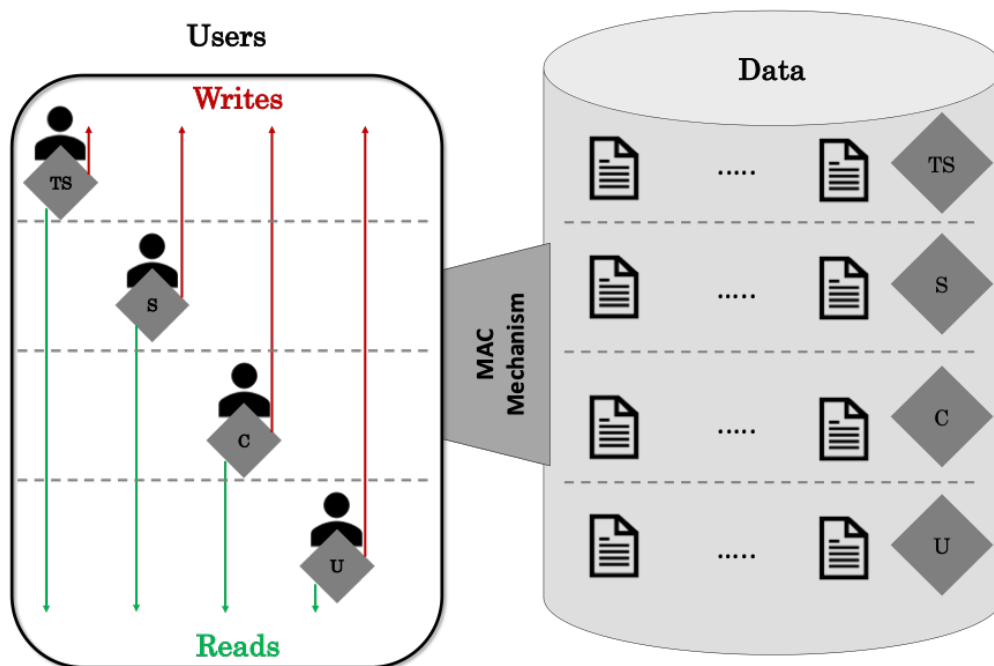 Users
Writes
TS
S
C
U
Reads
MAC
Mechanism
Data
.....
TS
.....
S
.....
C
.....
U